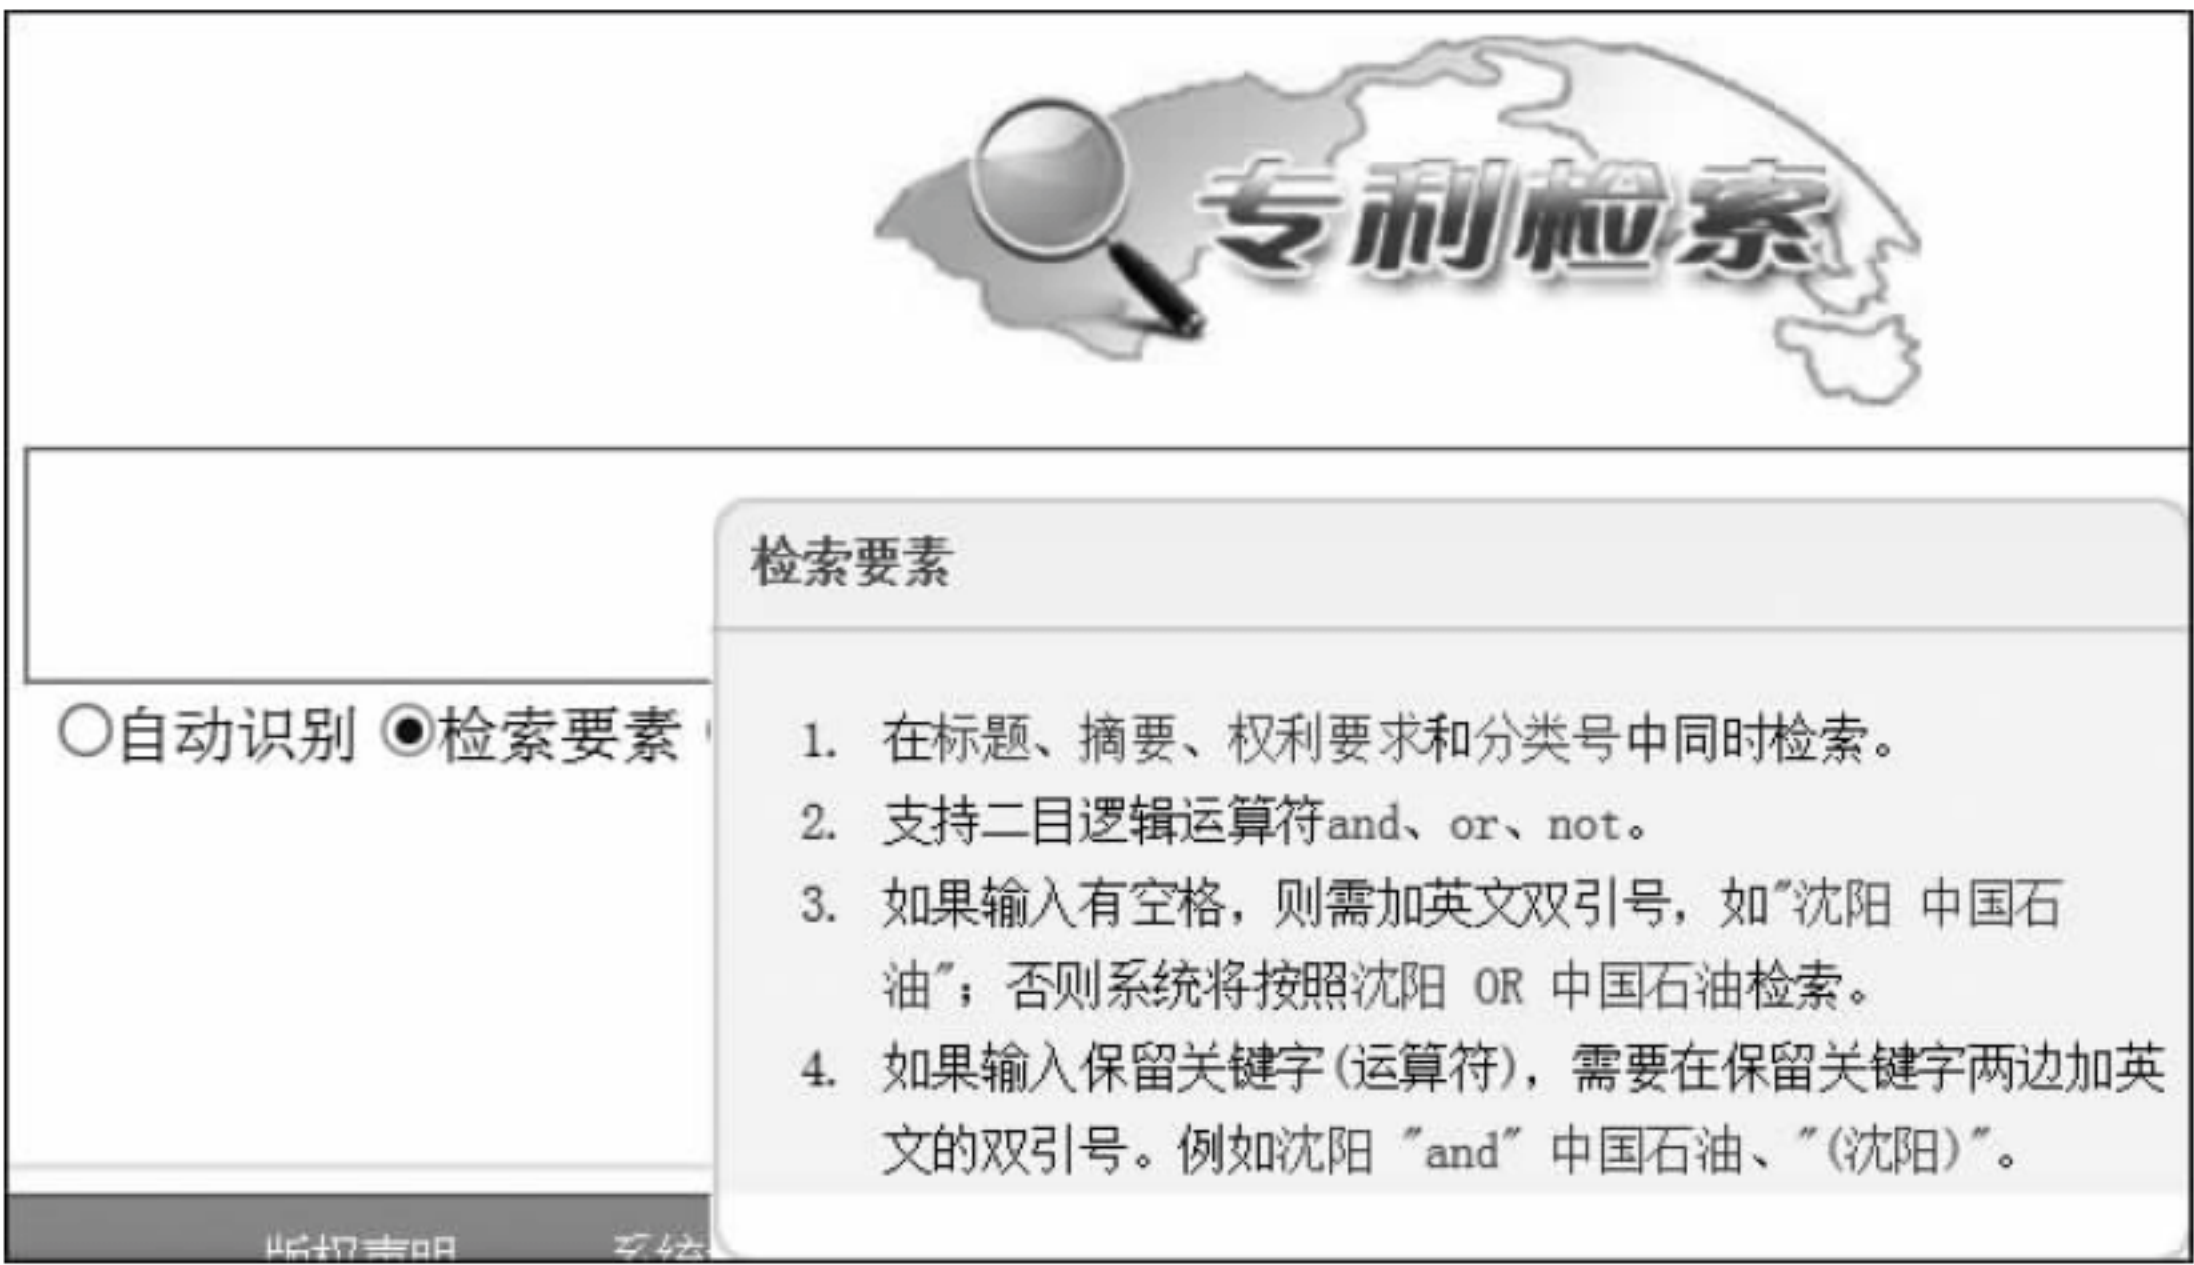 专利检索
检索要素
○自动识别 ◉检索要素
1. 在标题、摘要、权利要求和分类号中同时检索。
2. 支持二目逻辑运算符and、or、not。
3. 如果输入有空格，则需加英文双引号，如"沈阳 中国石
油"；否则系统将按照沈阳 OR 中国石油检索。
4. 如果输入保留关键字(运算符)，需要在保留关键字两边加英
文的双引号。例如沈阳 "and" 中国石油、"(沈阳)"。
版权声明 系统